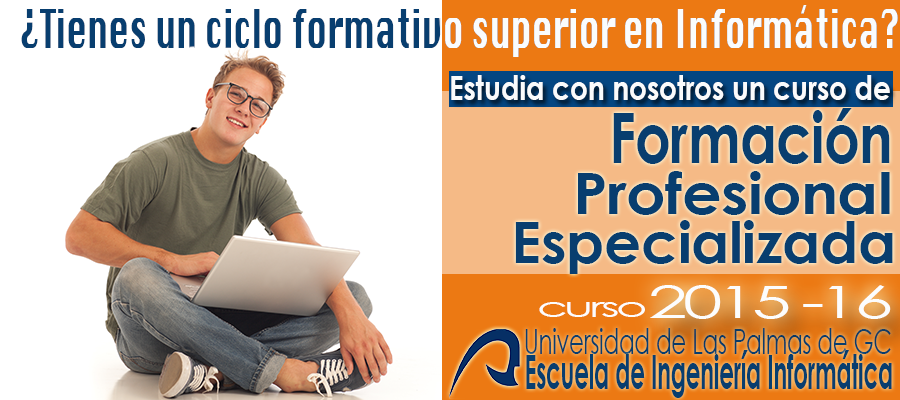 ¿Tienes un ciclo formativo superior en Informática?
Estudia con nosotros un curso de
Formación
Profesional
Especializada
curso 2015 -16
Universidad de Las Palmas de GC
Escuela de Ingeniería Informática